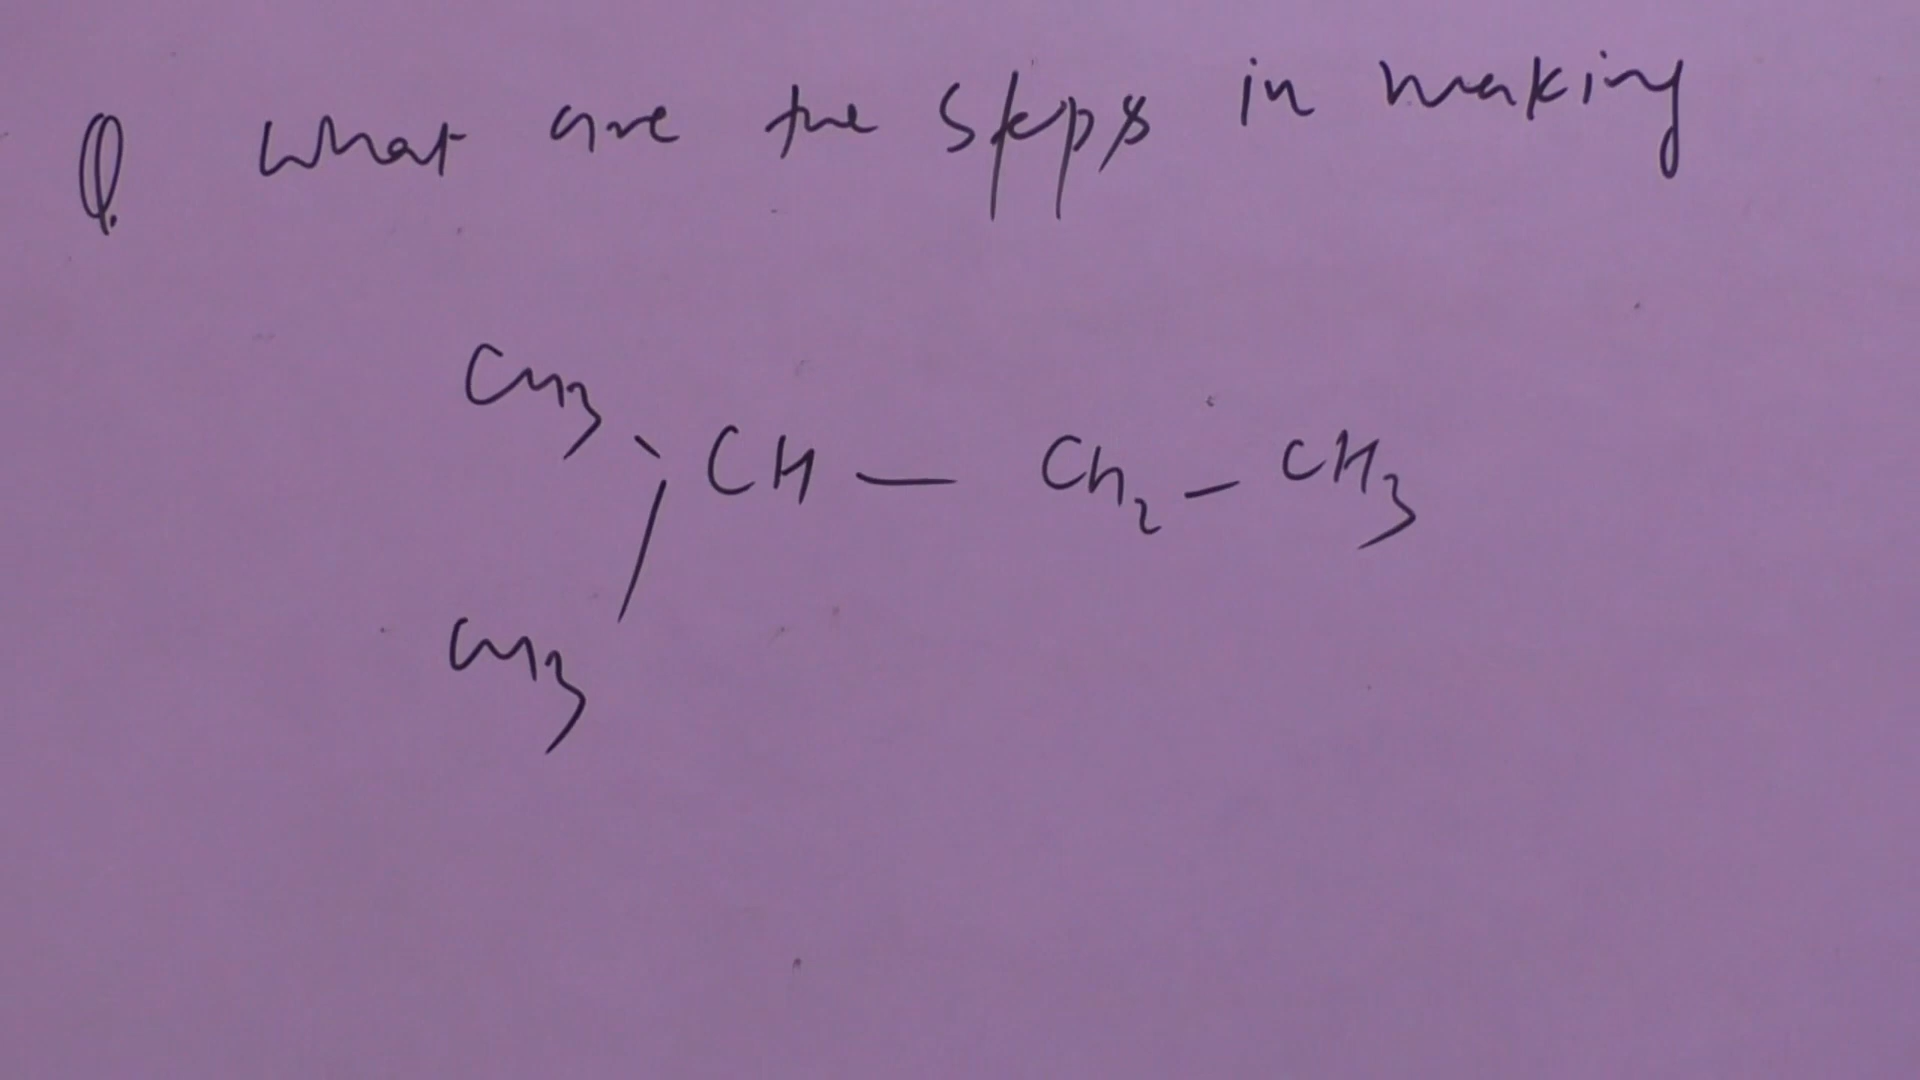 Q. What are the steps in making
CH3
CH — CH2 — CH3
CH3